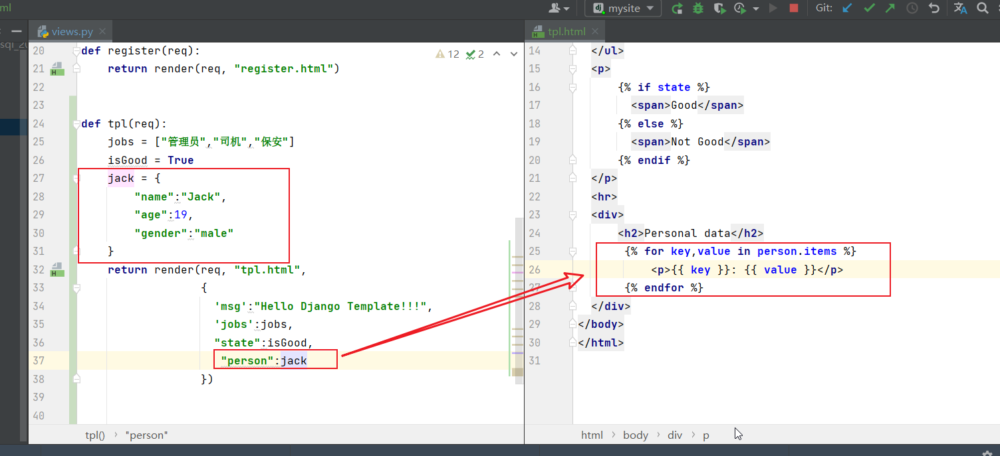 ml
mysite
Git:
views.py
tpl.html
12 2
20 def register(req):
21 return render(req, "register.html")
22
23
24 def tpl(req):
25 jobs = ["管理员","司机","保安"]
26 isGood = True
27 jack = {
28 "name":"Jack",
29 "age":19,
30 "gender":"male"
31 }
32 return render(req, "tpl.html",
33 {
34 'msg':"Hello Django Template!!!",
35 'jobs':jobs,
36 "state":isGood,
37 "person":jack
38 })
39
40
tpl() › "person"
14 </ul>
15 <p>
16 {% if state %}
17 <span>Good</span>
18 {% else %}
19 <span>Not Good</span>
20 {% endif %}
21 </p>
22 <hr>
23 <div>
24 <h2>Personal data</h2>
25 {% for key,value in person.items %}
26 <p>{{ key }}: {{ value }}</p>
27 {% endfor %}
28 </div>
29 </body>
30 </html>
31
html › body › div › p